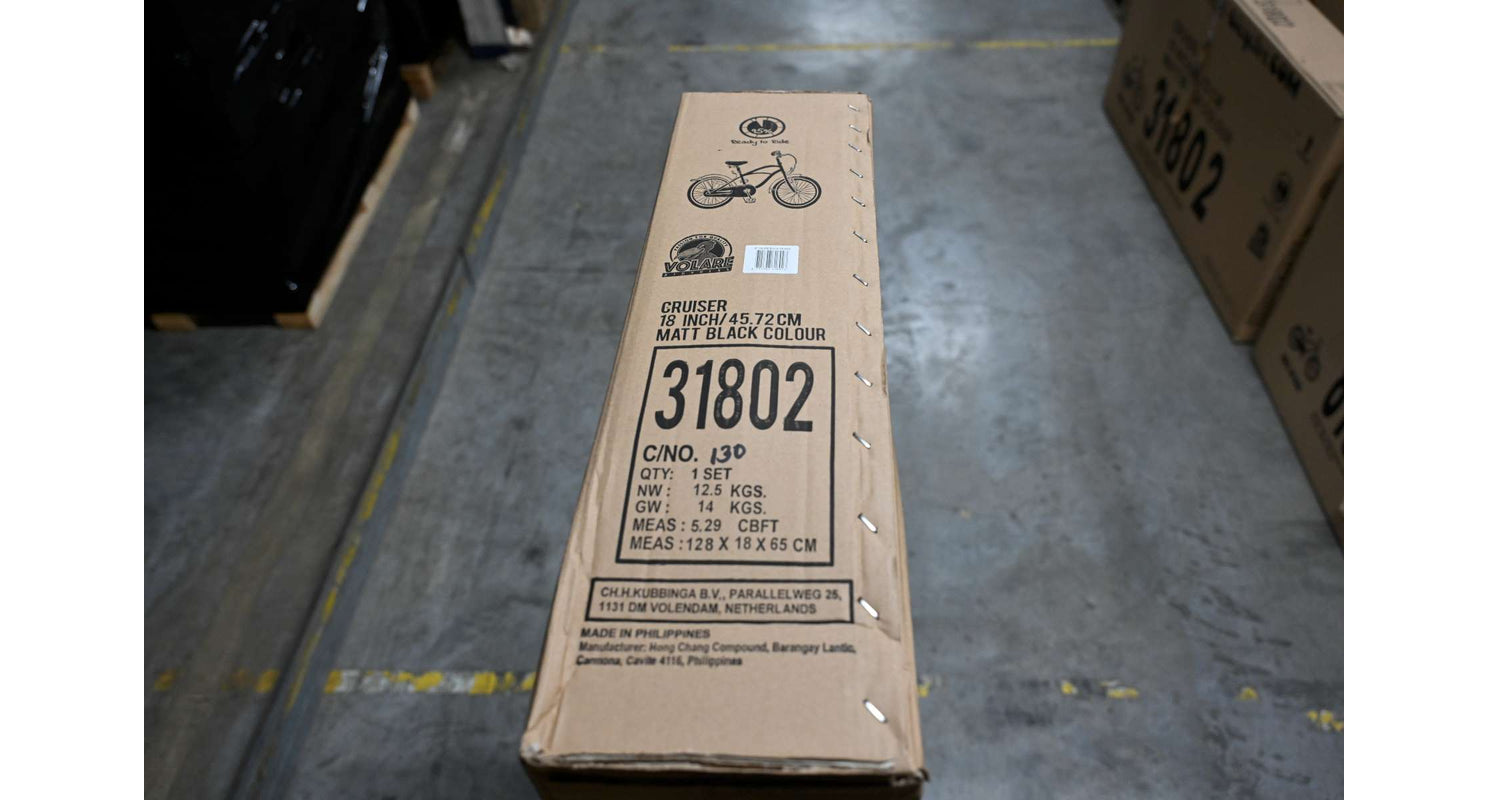 95%
Ready to Ride
VOLARE
CRUISER
18 INCH/45.72CM
MATT BLACK COLOUR
31802
C/NO. 130
QTY: 1 SET
NW : 12.5 KGS.
GW : 14 KGS.
MEAS : 5.29 CBFT
MEAS : 128 X 18 X 65 CM
CH.H.KUBBINGA B.V., PARALLELWEG 25,
1131 DM VOLENDAM, NETHERLANDS
MADE IN PHILIPPINES
Manufacturer: Hong Chang Compound, Barangay Lantic,
Carmona, Cavite 4116, Philippines
31802